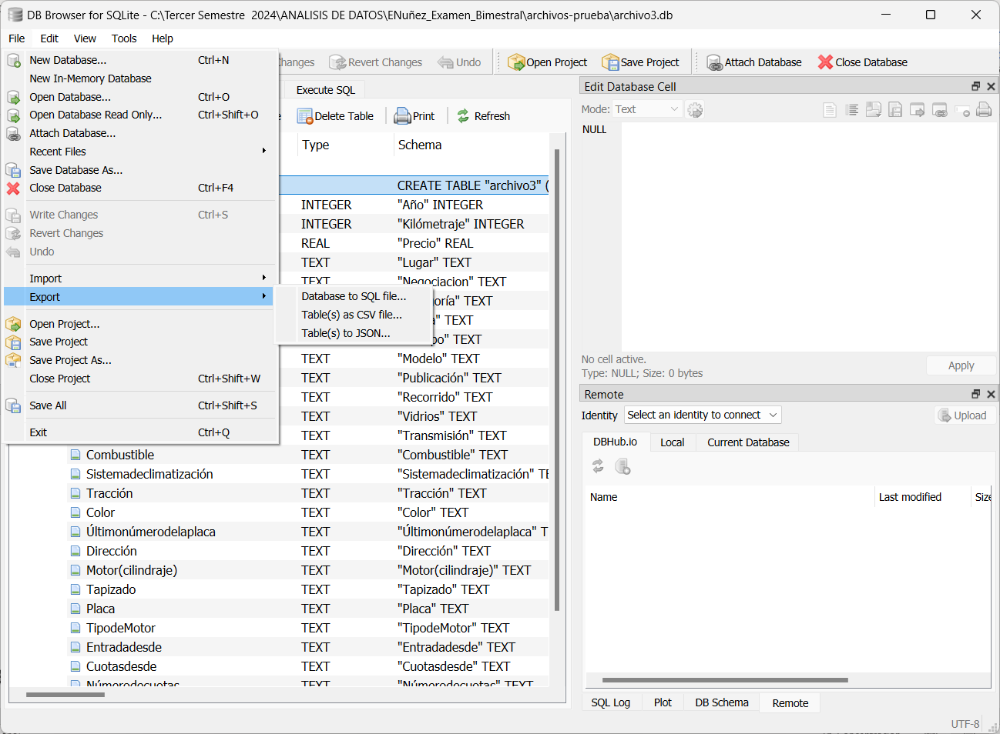 DB Browser for SQLite - C:\Tercer Semestre  2024\ANALISIS DE DATOS\ENuñez_Examen_Bimestral\archivos-prueba\archivo3.db
File Edit View Tools Help
New Database... Ctrl+N
New In-Memory Database
Open Database... Ctrl+O
Open Database Read Only... Ctrl+Shift+O
Attach Database...
Recent Files
Save Database As...
Close Database Ctrl+F4
Write Changes Ctrl+S
Revert Changes
Undo
Import
Export
Open Project...
Save Project
Save Project As...
Close Project Ctrl+Shift+W
Save All Ctrl+Shift+S
Exit Ctrl+Q
Database to SQL file...
Table(s) as CSV file...
Table(s) to JSON...
hanges Revert Changes Undo Open Project Save Project Attach Database Close Database
Execute SQL
Delete Table Print Refresh
Type Schema
CREATE TABLE "archivo3" (
INTEGER "Año" INTEGER
INTEGER "Kilómetraje" INTEGER
REAL "Precio" REAL
TEXT "Lugar" TEXT
TEXT "Negociacion" TEXT
oría" TEXT
a" TEXT
po" TEXT
TEXT "Modelo" TEXT
TEXT "Publicación" TEXT
TEXT "Recorrido" TEXT
TEXT "Vidrios" TEXT
TEXT "Transmisión" TEXT
Combustible TEXT "Combustible" TEXT
Sistemadeclimatización TEXT "Sistemadeclimatización" TE
Tracción TEXT "Tracción" TEXT
Color TEXT "Color" TEXT
Últimonúmerodelaplaca TEXT "Últimonúmerodelaplaca" T
Dirección TEXT "Dirección" TEXT
Motor(cilindraje) TEXT "Motor(cilindraje)" TEXT
Tapizado TEXT "Tapizado" TEXT
Placa TEXT "Placa" TEXT
TipodeMotor TEXT "TipodeMotor" TEXT
Entradadesde TEXT "Entradadesde" TEXT
Cuotasdesde TEXT "Cuotasdesde" TEXT
Númerodecuotas TEXT "Númerodecuotas" TEXT
Edit Database Cell
Mode: Text
NULL
No cell active.
Type: NULL; Size: 0 bytes
Apply
Remote
Identity Select an identity to connect Upload
DBHub.io Local Current Database
Name Last modified Size
SQL Log Plot DB Schema Remote
UTF-8